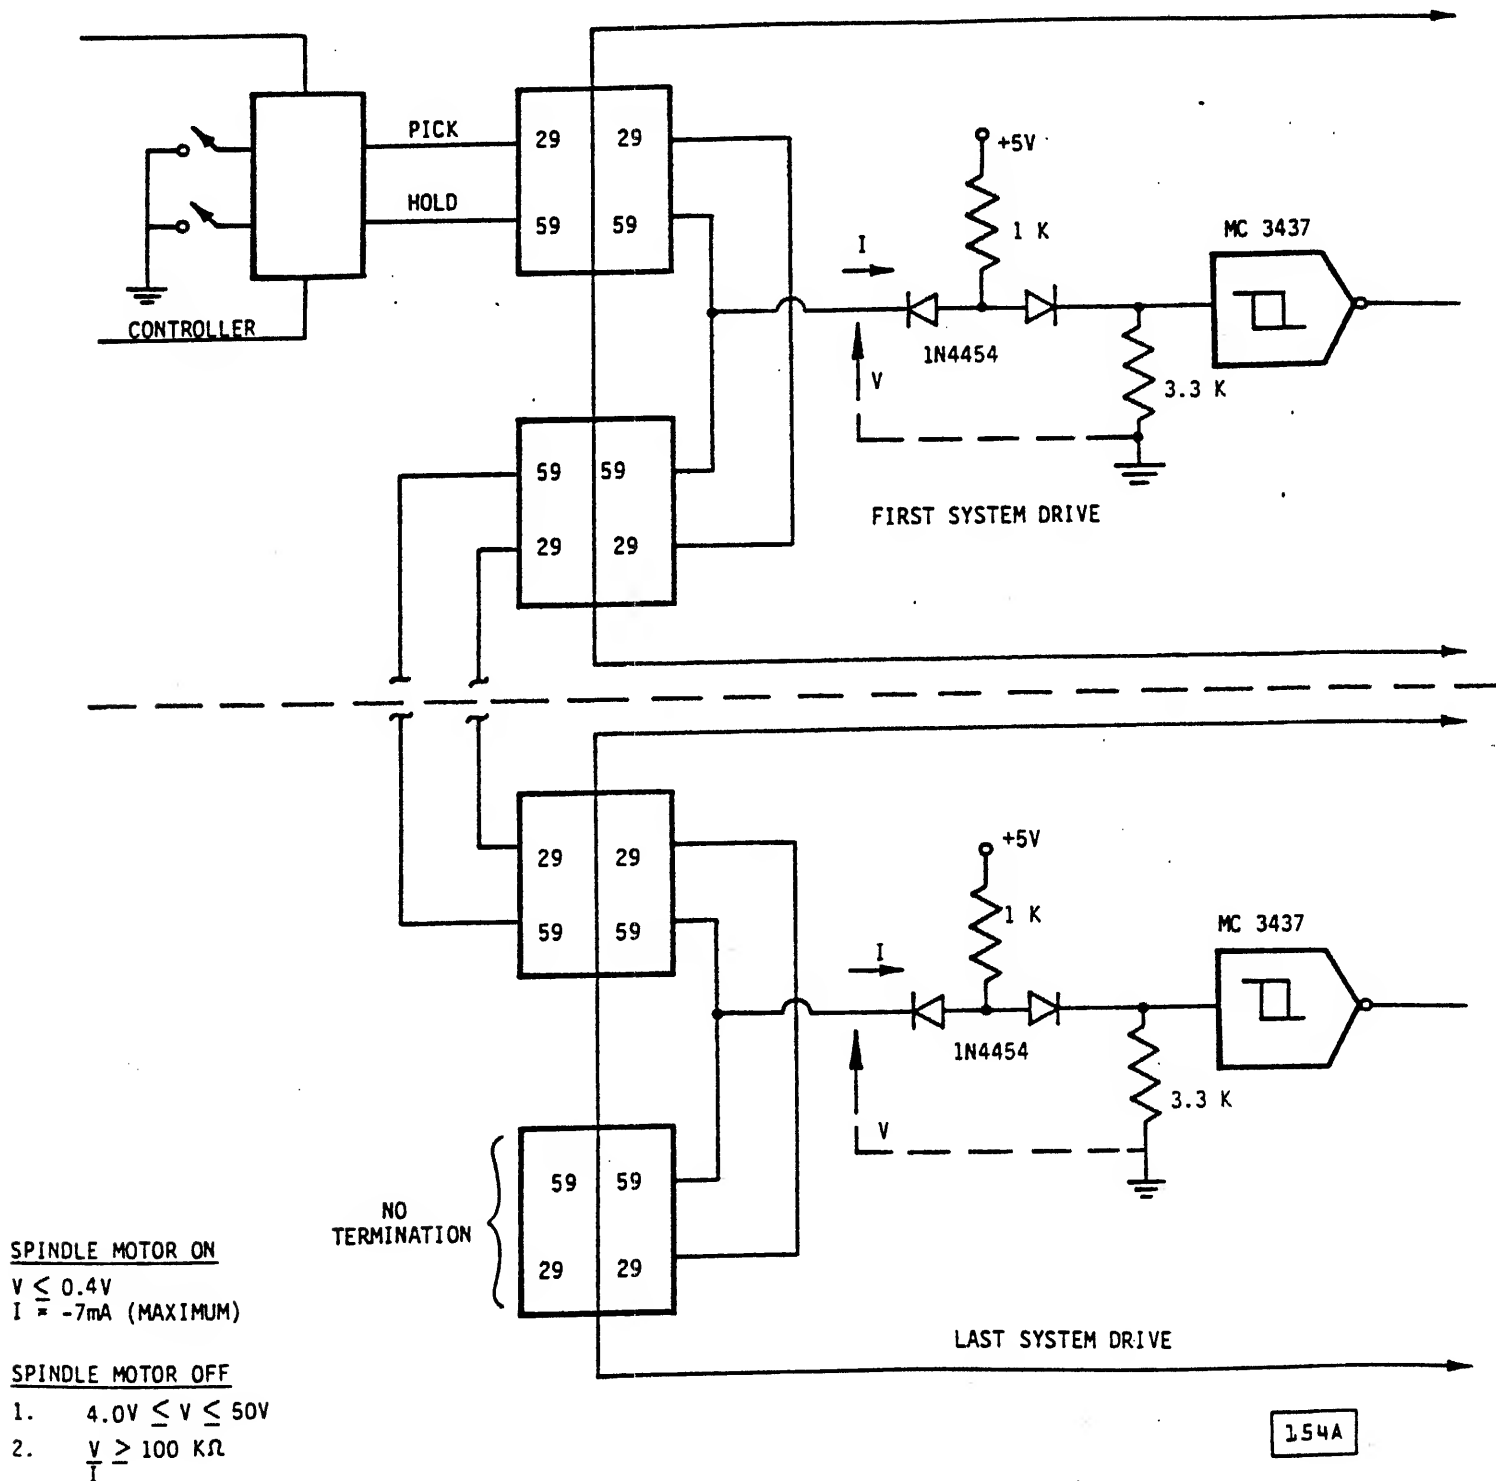 PICK
29 29
+5V
1 K
MC 3437
HOLD
59 59
I
CONTROLLER
1N4454
V
3.3 K
59 59
29 29
FIRST SYSTEM DRIVE
+5V
29 29
1 K
MC 3437
59 59
I
1N4454
3.3 K
V
59 59
NO
TERMINATION
29 29
SPINDLE MOTOR ON
V ≤ 0.4V
I = -7mA (MAXIMUM)
LAST SYSTEM DRIVE
SPINDLE MOTOR OFF
1. 4.0V ≤ V ≤ 50V
2. V/I ≥ 100 KΩ
154A